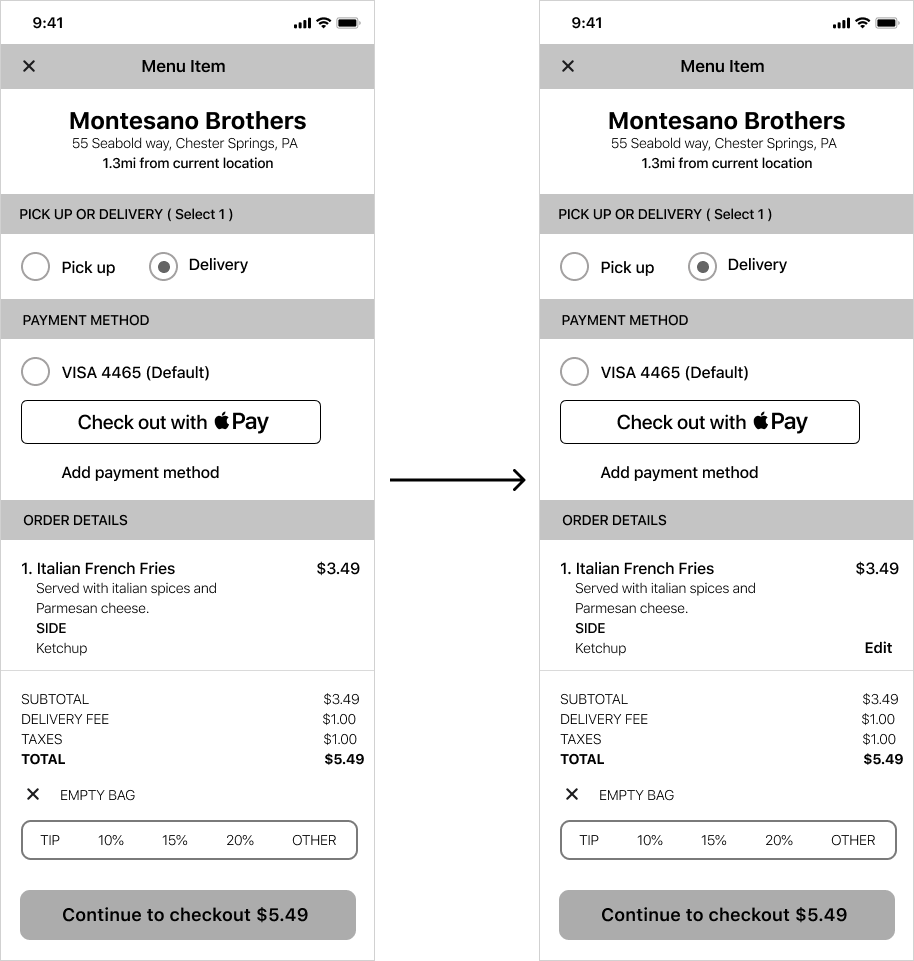 9:41
Menu Item
Montesano Brothers
55 Seabold way, Chester Springs, PA
1.3mi from current location
PICK UP OR DELIVERY ( Select 1 )
Pick up Delivery
PAYMENT METHOD
VISA 4465 (Default)
Check out with Pay
Add payment method
ORDER DETAILS
1. Italian French Fries $3.49
Served with italian spices and
Parmesan cheese.
SIDE
Ketchup
SUBTOTAL $3.49
DELIVERY FEE $1.00
TAXES $1.00
TOTAL $5.49
EMPTY BAG
TIP 10% 15% 20% OTHER
Continue to checkout $5.49
9:41
Menu Item
Montesano Brothers
55 Seabold way, Chester Springs, PA
1.3mi from current location
PICK UP OR DELIVERY ( Select 1 )
Pick up Delivery
PAYMENT METHOD
VISA 4465 (Default)
Check out with Pay
Add payment method
ORDER DETAILS
1. Italian French Fries $3.49
Served with italian spices and
Parmesan cheese.
SIDE
Ketchup Edit
SUBTOTAL $3.49
DELIVERY FEE $1.00
TAXES $1.00
TOTAL $5.49
EMPTY BAG
TIP 10% 15% 20% OTHER
Continue to checkout $5.49